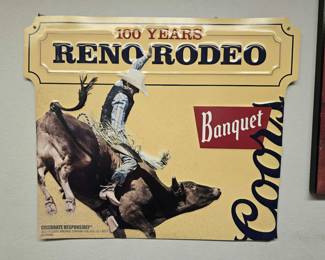 100 YEARS
RENO RODEO
Banquet
Coors
CELEBRATE RESPONSIBLY